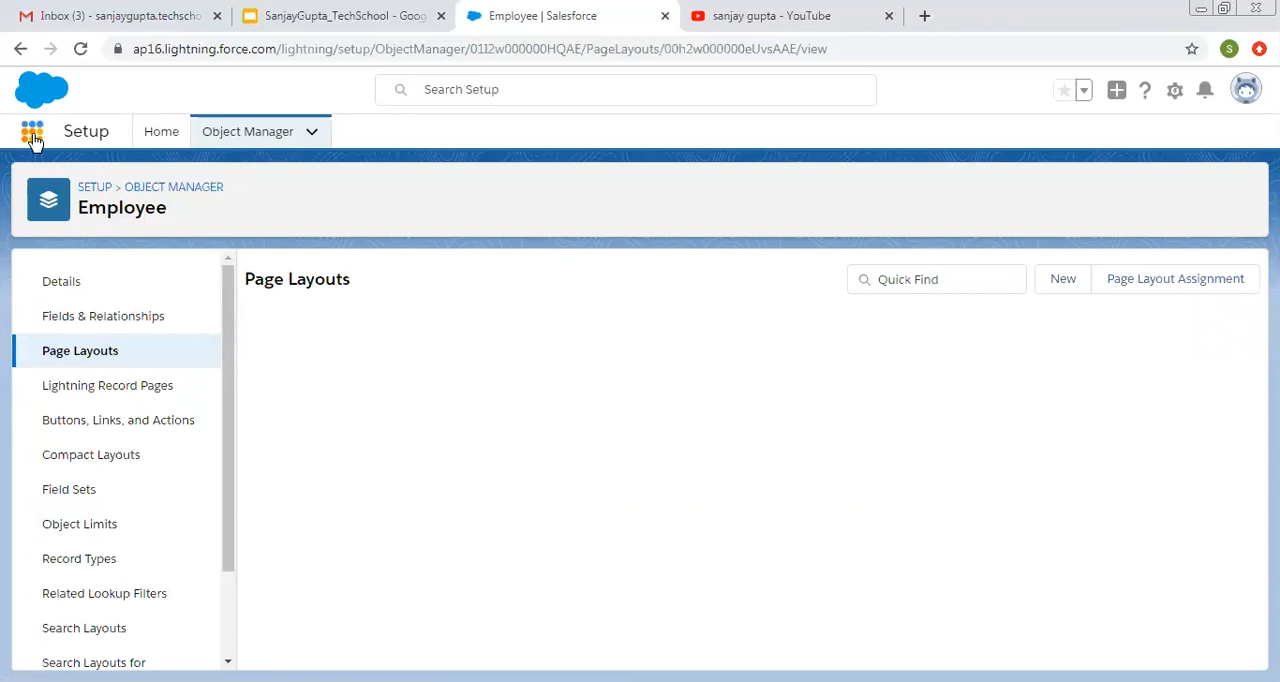 Inbox (3) - sanjaygupta.techscho
SanjayGupta_TechSchool - Goog
Employee | Salesforce
sanjay gupta - YouTube
ap16.lightning.force.com/lightning/setup/ObjectManager/01I2w000000HQAE/PageLayouts/00h2w000000eUvsAAE/view
S
Search Setup
Setup
Home
Object Manager
SETUP > OBJECT MANAGER
Employee
Details
Fields & Relationships
Page Layouts
Lightning Record Pages
Buttons, Links, and Actions
Compact Layouts
Field Sets
Object Limits
Record Types
Related Lookup Filters
Search Layouts
Search Layouts for
Page Layouts
Quick Find
New
Page Layout Assignment